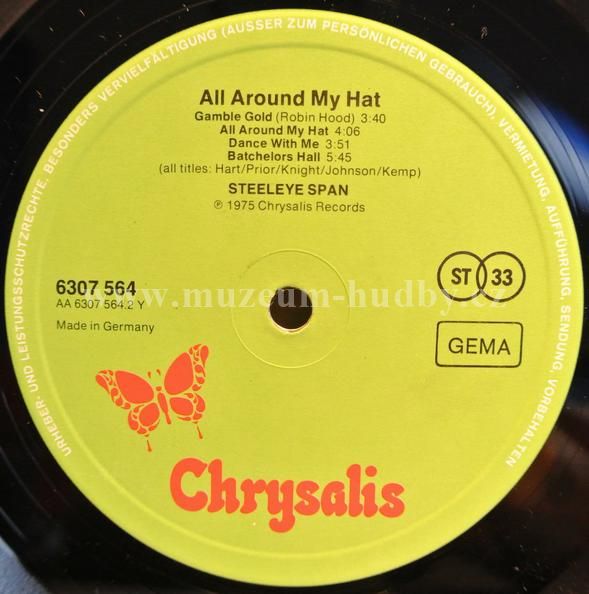 URHEBER- UND LEISTUNGSSCHUTZRECHTE, BESONDERS VERVIELFÄLTIGUNG (AUSSER ZUM PERSÖNLICHEN GEBRAUCH), VERMIETUNG, AUFFÜHRUNG, SENDUNG, VORBEHALTEN
All Around My Hat
Gamble Gold (Robin Hood) 3:40
All Around My Hat 4:06
Dance With Me 3:51
Batchelors Hall 5:45
(all titles: Hart/Prior/Knight/Johnson/Kemp)
STEELEYE SPAN
℗ 1975 Chrysalis Records
6307 564
AA 6307 564.2 Y
Made in Germany
ST 33
GEMA
www.muzeum-hudby.cz
Chrysalis